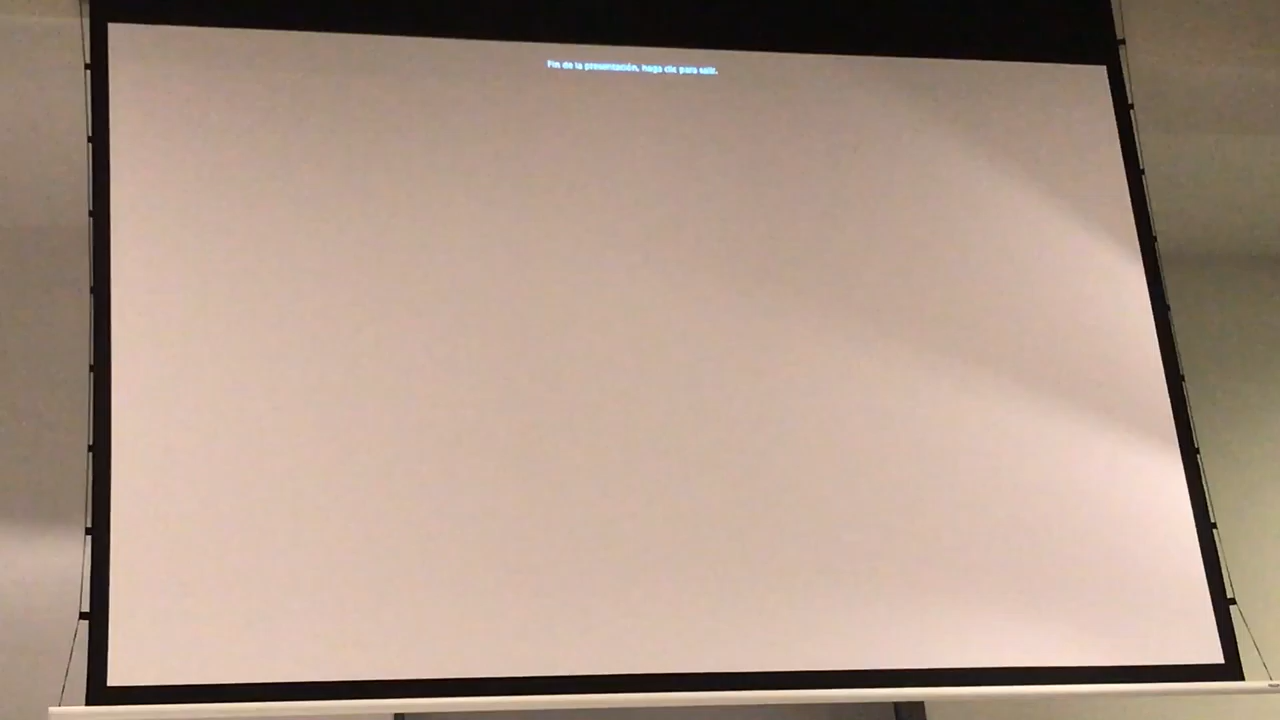 Fin de la presentación, haga clic para salir.